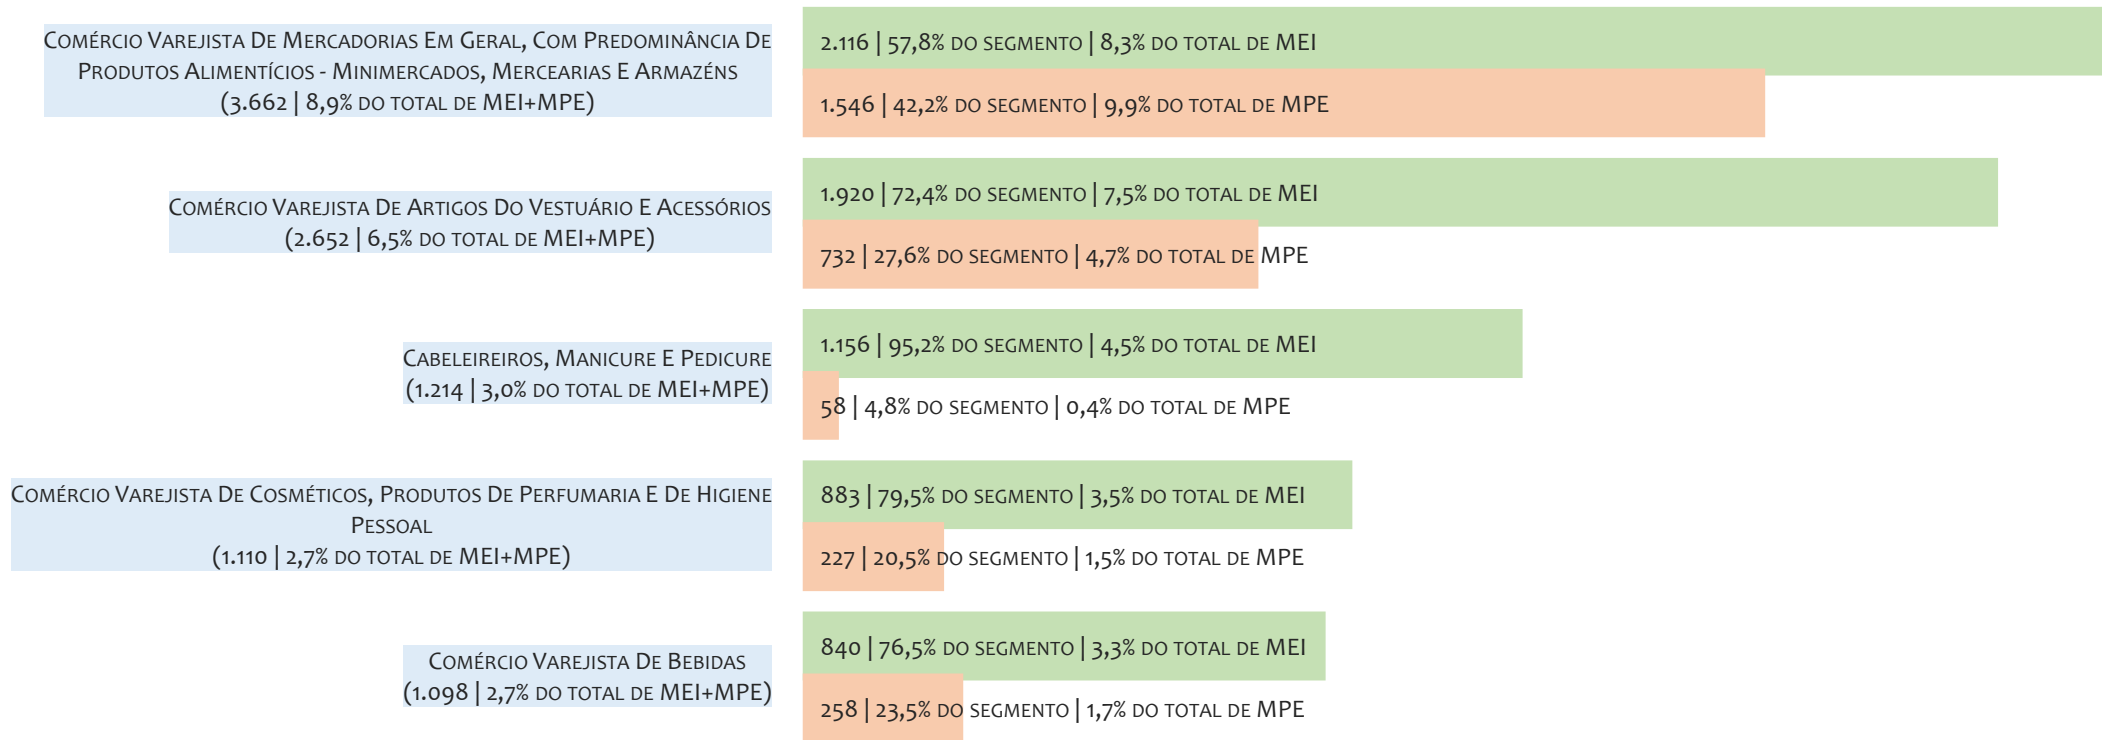 Comércio Varejista De Mercadorias Em Geral, Com Predominância De
Produtos Alimentícios - Minimercados, Mercearias E Armazéns
(3.662 | 8,9% do total de MEI+MPE)
2.116 | 57,8% do segmento | 8,3% do total de MEI
1.546 | 42,2% do segmento | 9,9% do total de MPE
Comércio Varejista De Artigos Do Vestuário E Acessórios
(2.652 | 6,5% do total de MEI+MPE)
1.920 | 72,4% do segmento | 7,5% do total de MEI
732 | 27,6% do segmento | 4,7% do total de MPE
Cabeleireiros, Manicure E Pedicure
(1.214 | 3,0% do total de MEI+MPE)
1.156 | 95,2% do segmento | 4,5% do total de MEI
58 | 4,8% do segmento | 0,4% do total de MPE
Comércio Varejista De Cosméticos, Produtos De Perfumaria E De Higiene
Pessoal
(1.110 | 2,7% do total de MEI+MPE)
883 | 79,5% do segmento | 3,5% do total de MEI
227 | 20,5% do segmento | 1,5% do total de MPE
Comércio Varejista De Bebidas
(1.098 | 2,7% do total de MEI+MPE)
840 | 76,5% do segmento | 3,3% do total de MEI
258 | 23,5% do segmento | 1,7% do total de MPE